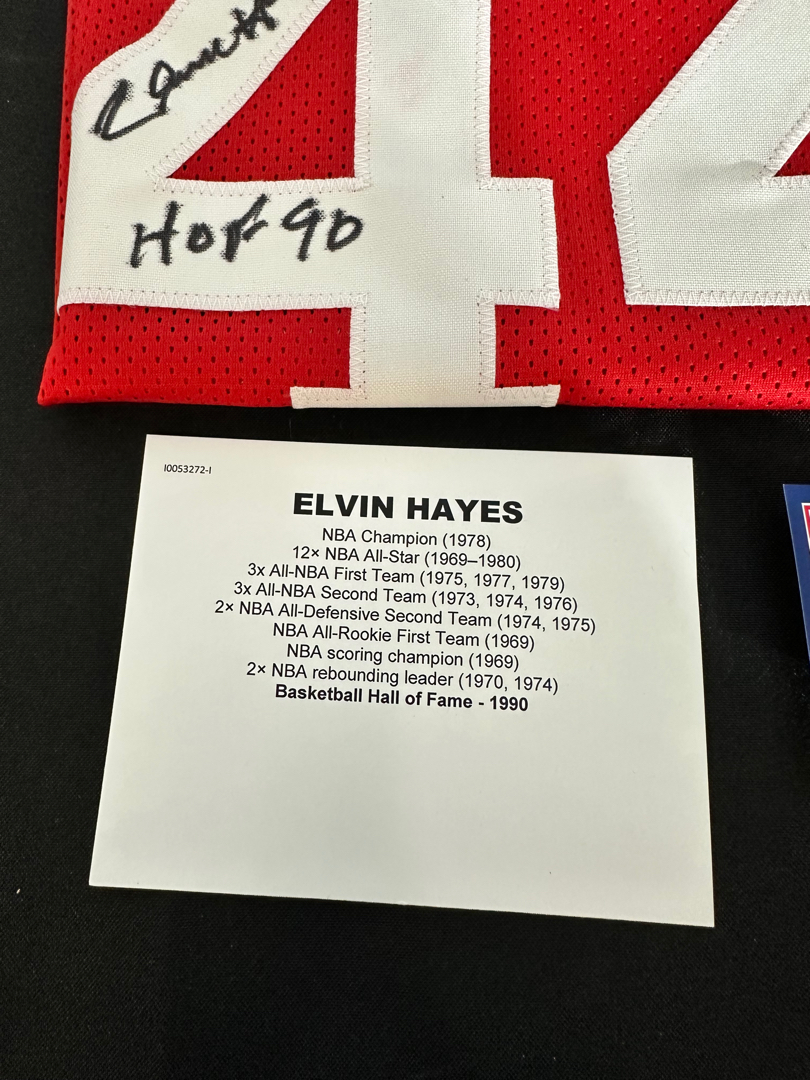 HOF 90
44
I0053272-I
ELVIN HAYES
NBA Champion (1978)
12× NBA All-Star (1969–1980)
3x All-NBA First Team (1975, 1977, 1979)
3x All-NBA Second Team (1973, 1974, 1976)
2× NBA All-Defensive Second Team (1974, 1975)
NBA All-Rookie First Team (1969)
NBA scoring champion (1969)
2× NBA rebounding leader (1970, 1974)
Basketball Hall of Fame - 1990